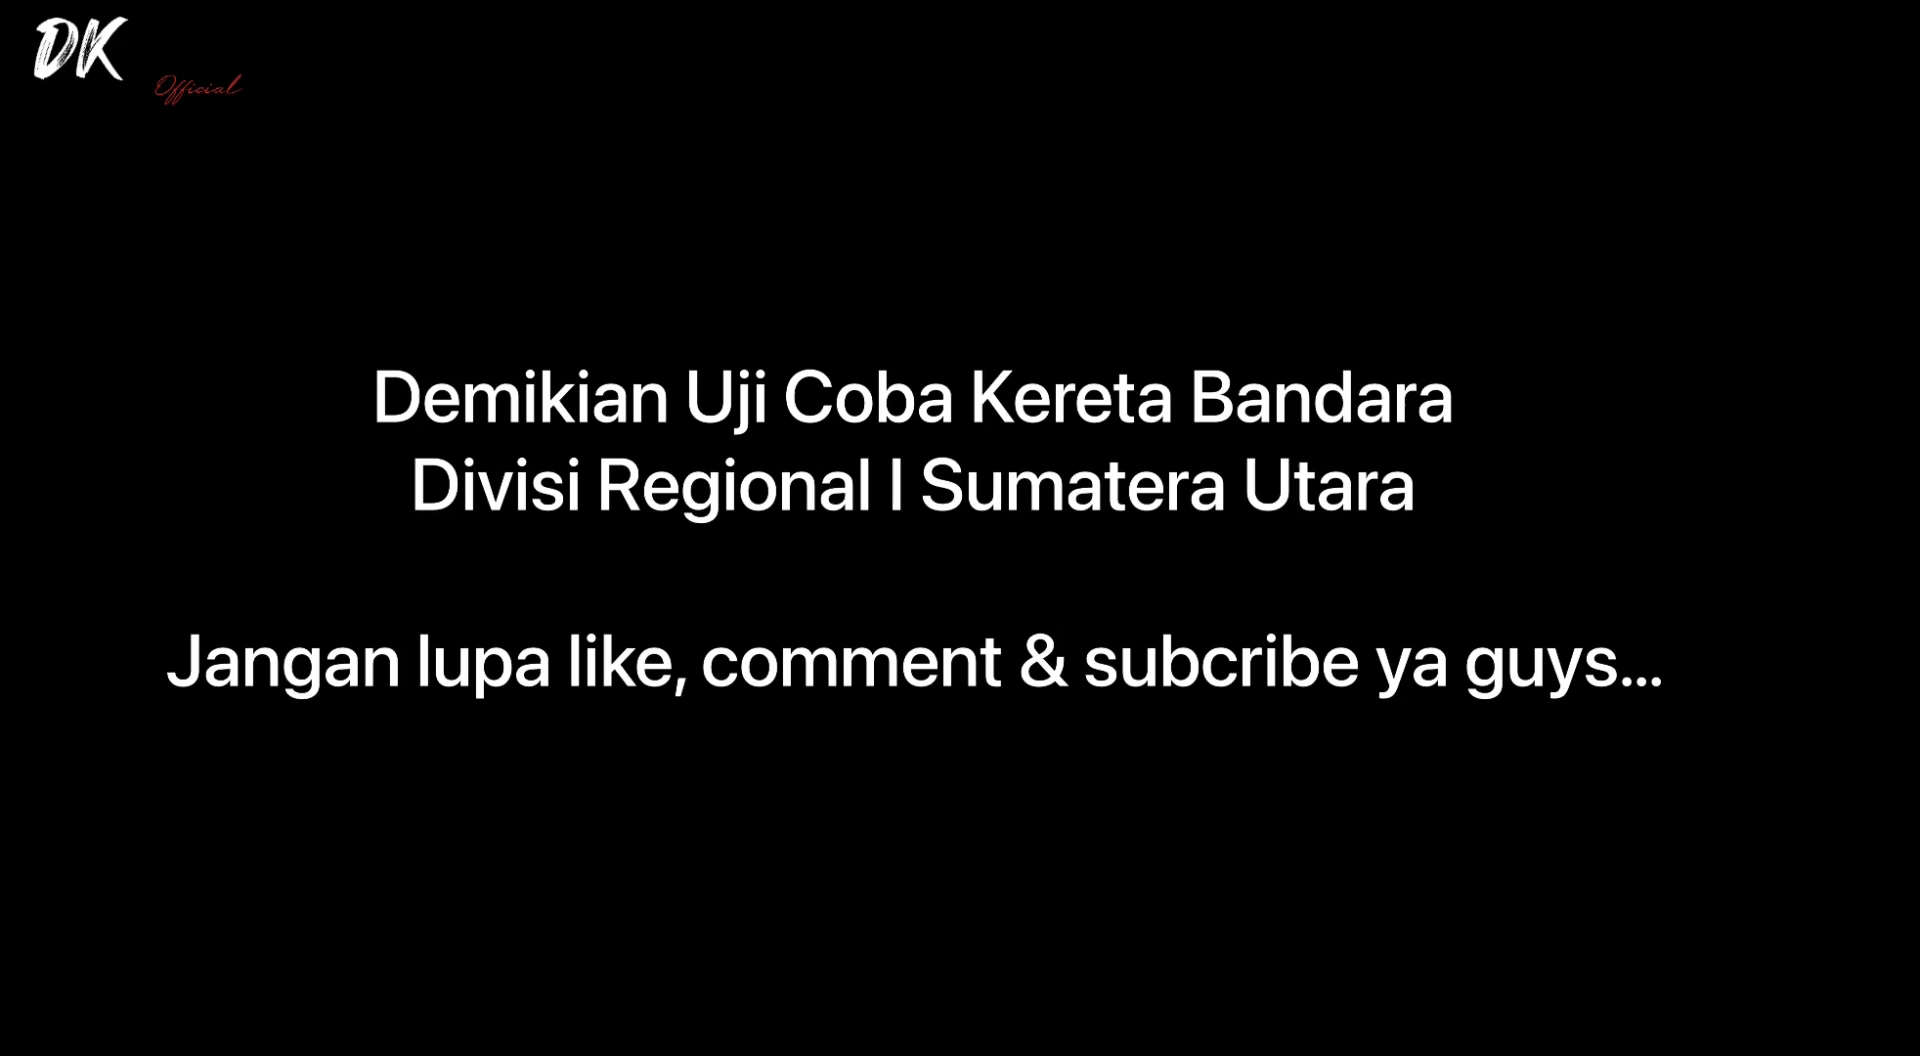 DK
Official
Demikian Uji Coba Kereta Bandara
Divisi Regional I Sumatera Utara
Jangan lupa like, comment & subcribe ya guys...